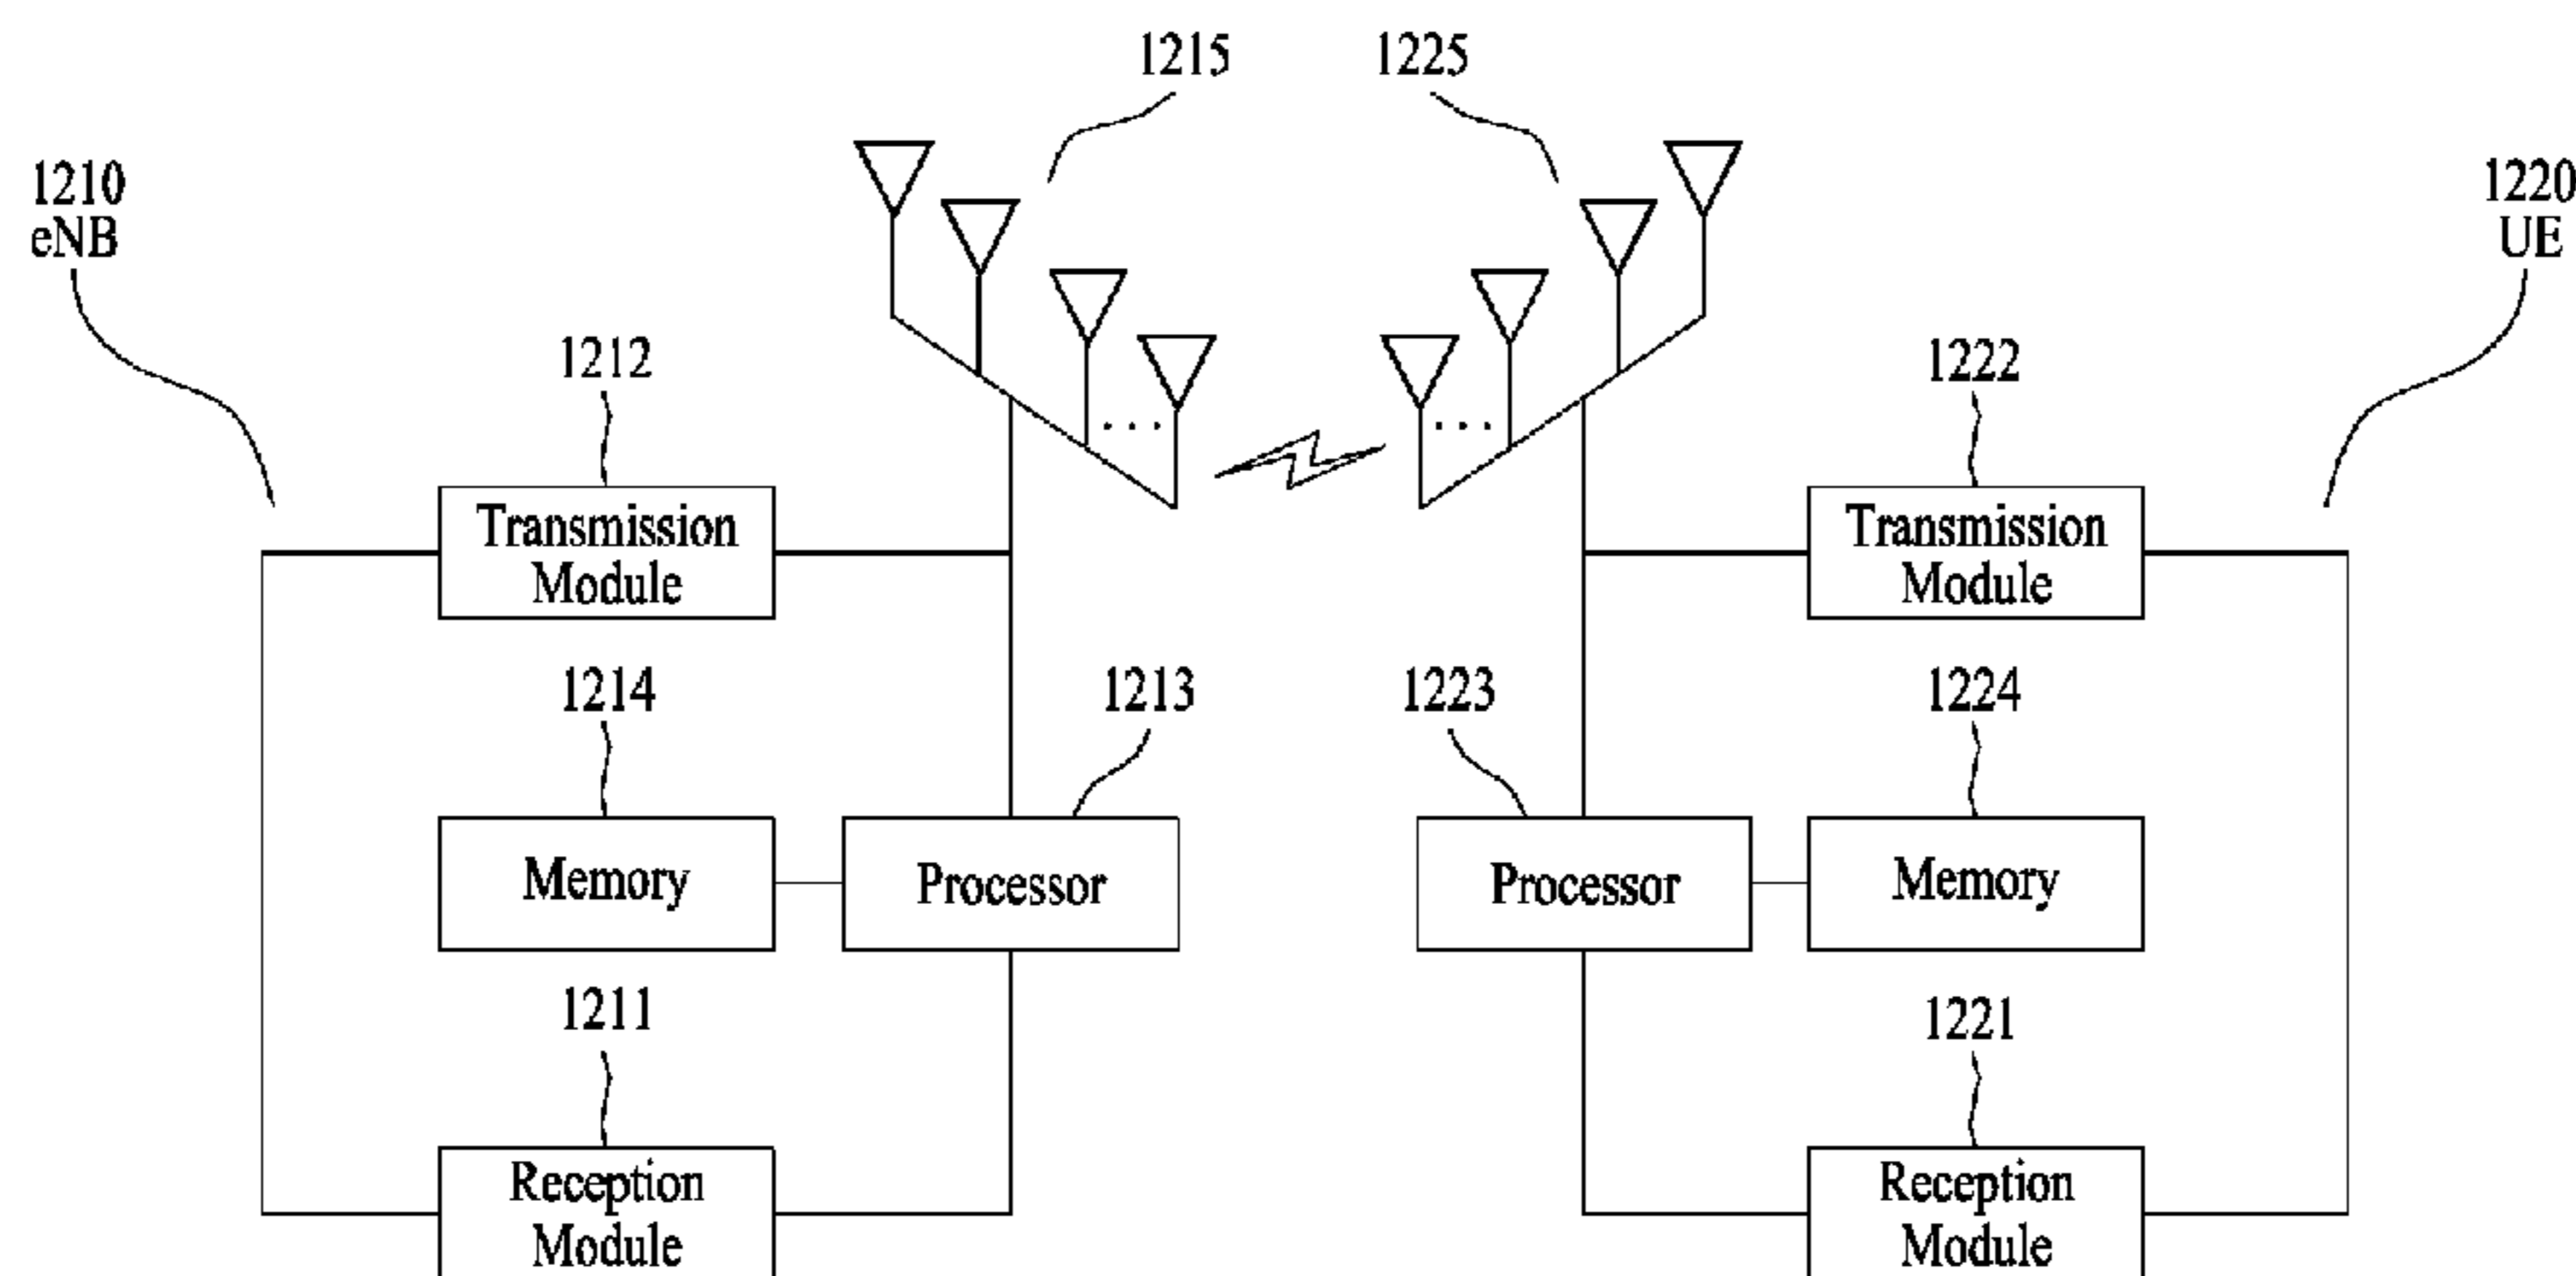 1215
1225
1210
eNB
1220
UE
1212
1222
Transmission
Module
Transmission
Module
1214
1213
1223
1224
Memory
Processor
Processor
Memory
1211
1221
Reception
Module
Reception
Module